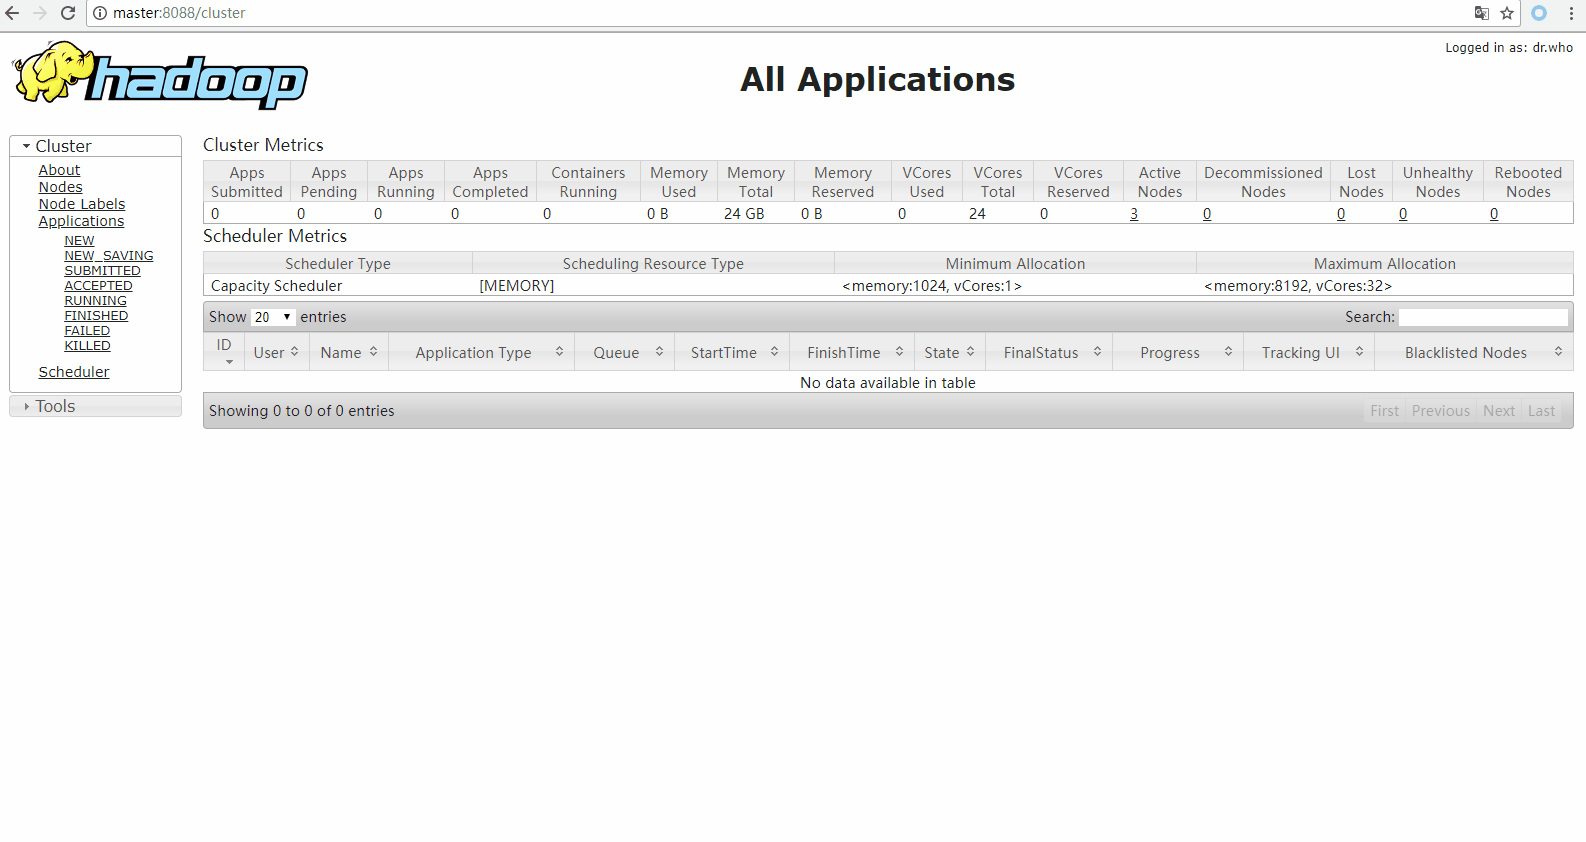 master:8088/cluster
Logged in as: dr.who
hadoop
All Applications
Cluster
About
Nodes
Node Labels
Applications
NEW
NEW_SAVING
SUBMITTED
ACCEPTED
RUNNING
FINISHED
FAILED
KILLED
Scheduler
Tools
Cluster Metrics
Apps Submitted Apps Pending Apps Running Apps Completed Containers Running Memory Used Memory Total Memory Reserved VCores Used VCores Total VCores Reserved Active Nodes Decommissioned Nodes Lost Nodes Unhealthy Nodes Rebooted Nodes
0 0 0 0 0 0 B 24 GB 0 B 0 24 0 3 0 0 0 0
Scheduler Metrics
Scheduler Type Scheduling Resource Type Minimum Allocation Maximum Allocation
Capacity Scheduler [MEMORY] <memory:1024, vCores:1> <memory:8192, vCores:32>
Show 20 entries Search:
ID User Name Application Type Queue StartTime FinishTime State FinalStatus Progress Tracking UI Blacklisted Nodes
No data available in table
Showing 0 to 0 of 0 entries First Previous Next Last